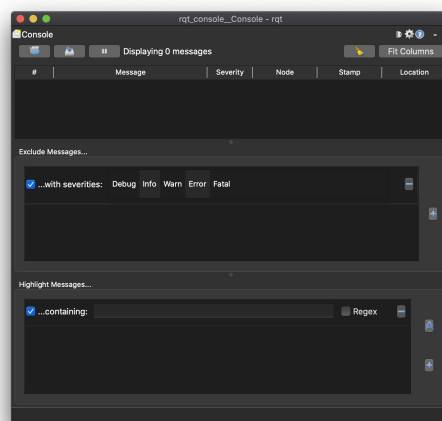 rqt_console__Console - rqt
Console
Displaying 0 messages
Fit Columns
# Message Severity Node Stamp Location
Exclude Messages...
...with severities: Debug Info Warn Error Fatal
Highlight Messages...
...containing: Regex